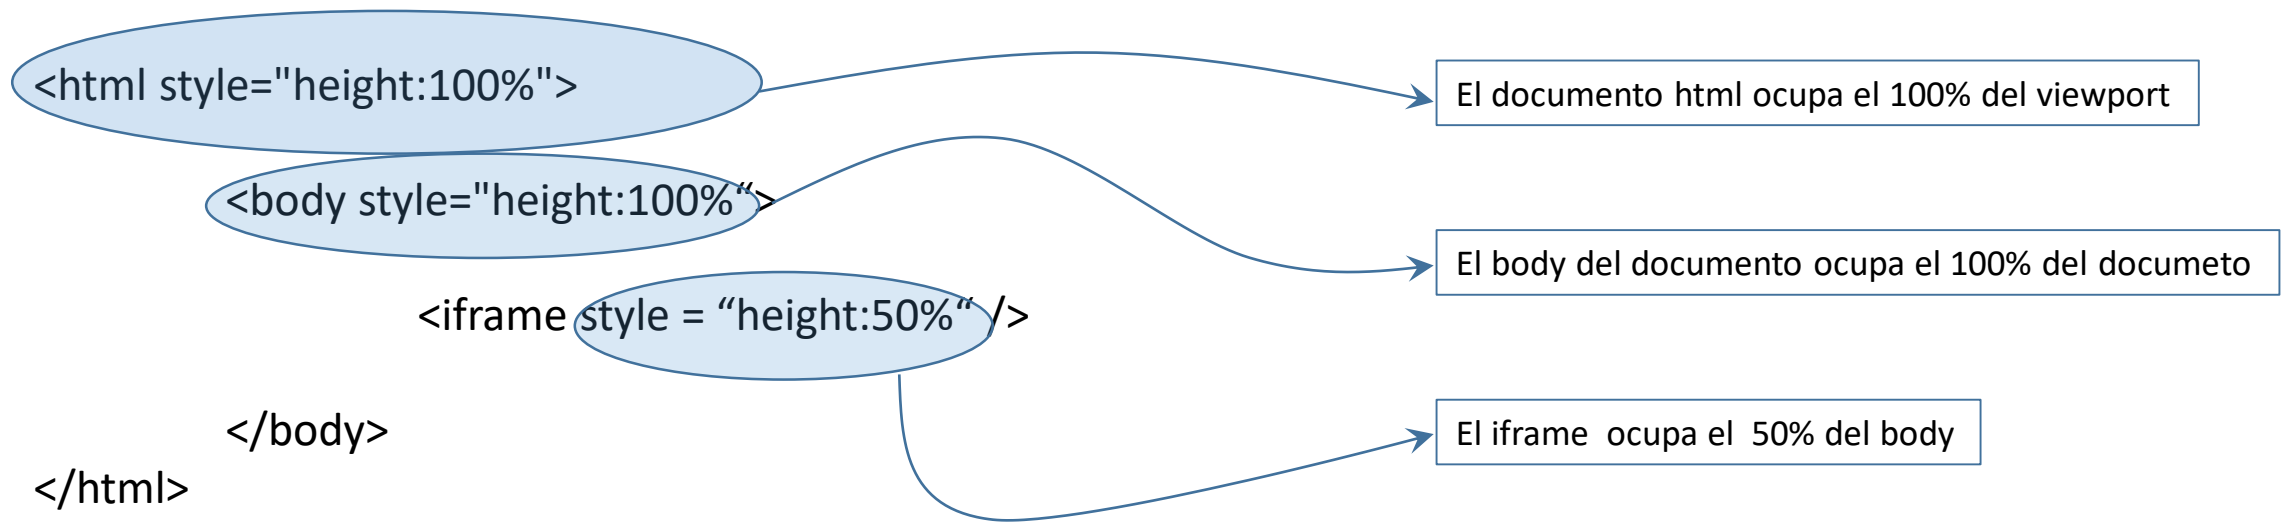 <html style="height:100%">
El documento html ocupa el 100% del viewport
<body style="height:100%“>
El body del documento ocupa el 100% del documeto
<iframe style = “height:50%“ />
El iframe ocupa el 50% del body
</body>
</html>